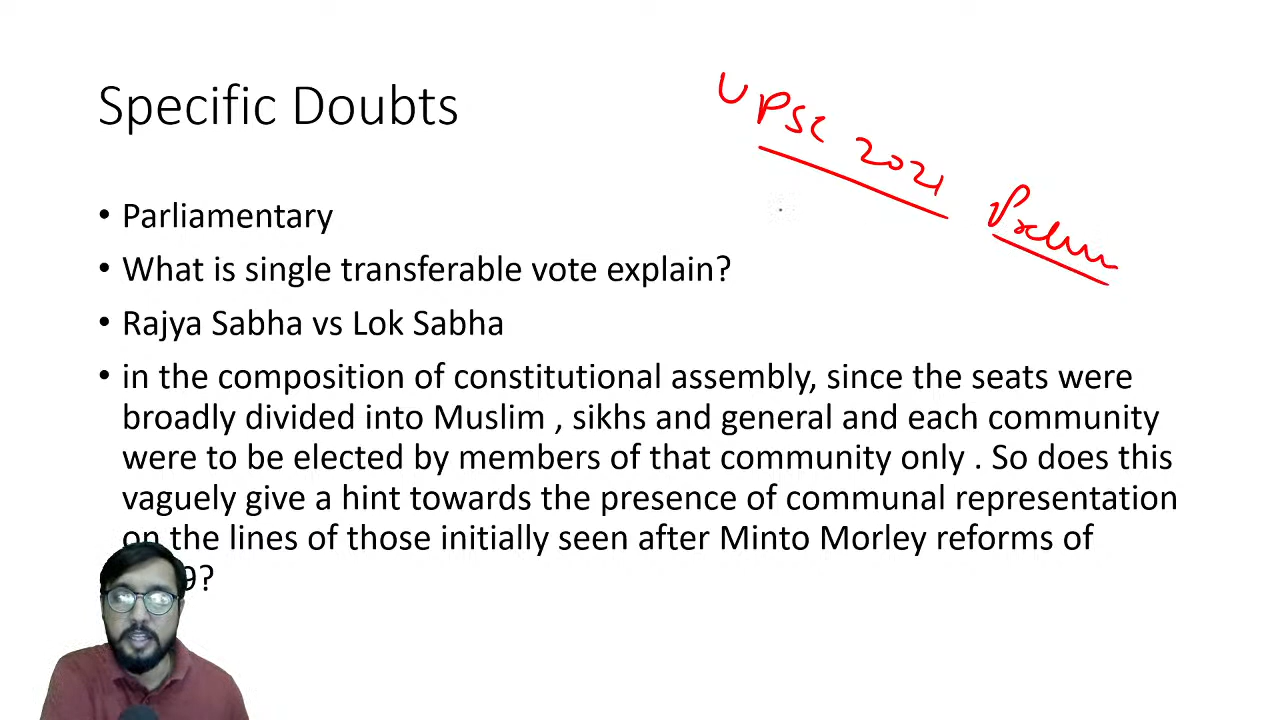 Specific Doubts
UPSC 2021 Prelim
• Parliamentary
• What is single transferable vote explain?
• Rajya Sabha vs Lok Sabha
• in the composition of constitutional assembly, since the seats were
broadly divided into Muslim , sikhs and general and each community
were to be elected by members of that community only . So does this
vaguely give a hint towards the presence of communal representation
on the lines of those initially seen after Minto Morley reforms of
9?